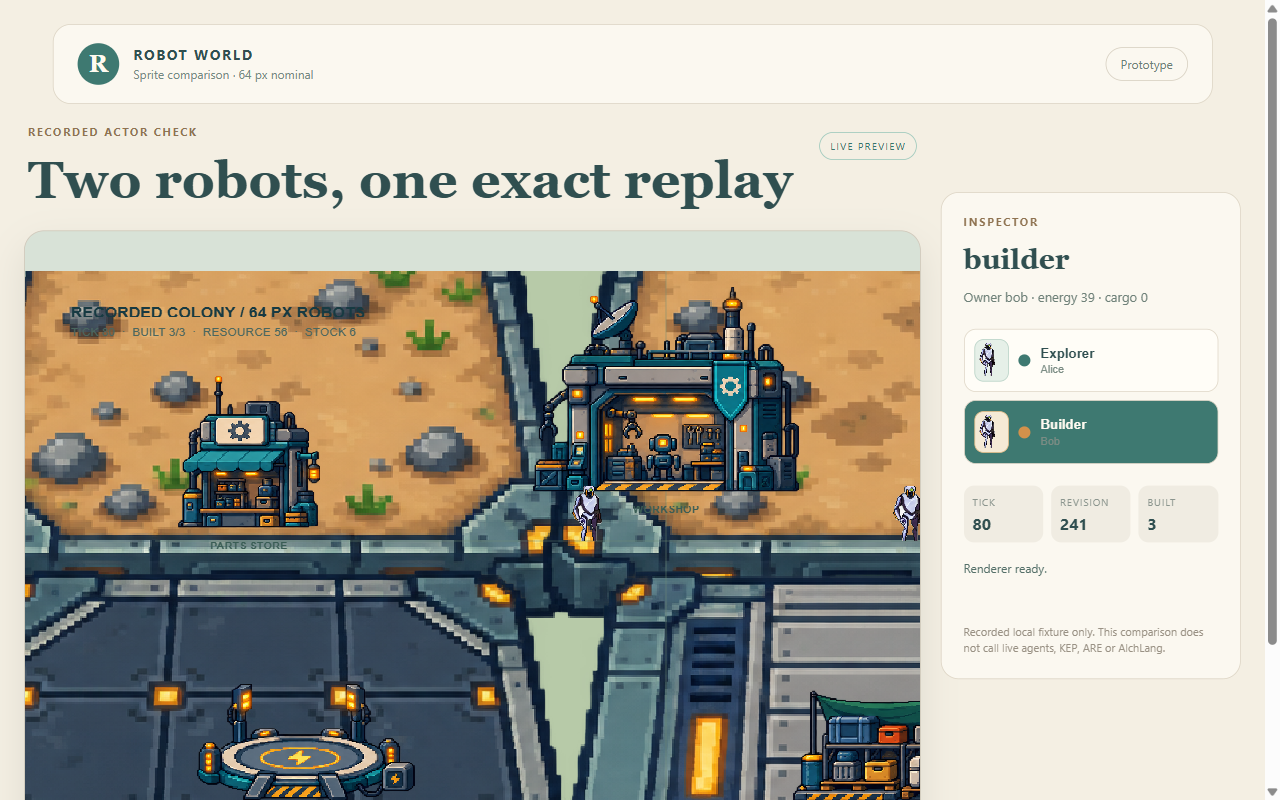 R
ROBOT WORLD
Sprite comparison · 64 px nominal
Prototype
RECORDED ACTOR CHECK
LIVE PREVIEW
Two robots, one exact replay
RECORDED COLONY / 64 PX ROBOTS
BUILT 3/3 · RESOURCE 56 STOCK 6
PARTS STORE
INSPECTOR
builder
Owner bob · energy 39 · cargo 0
Explorer
Alice
Builder
Bob
TICK
80
REVISION
241
BUILT
3
Renderer ready.
Recorded local fixture only. This comparison does
not call live agents, KEP, ARE or AichLang.